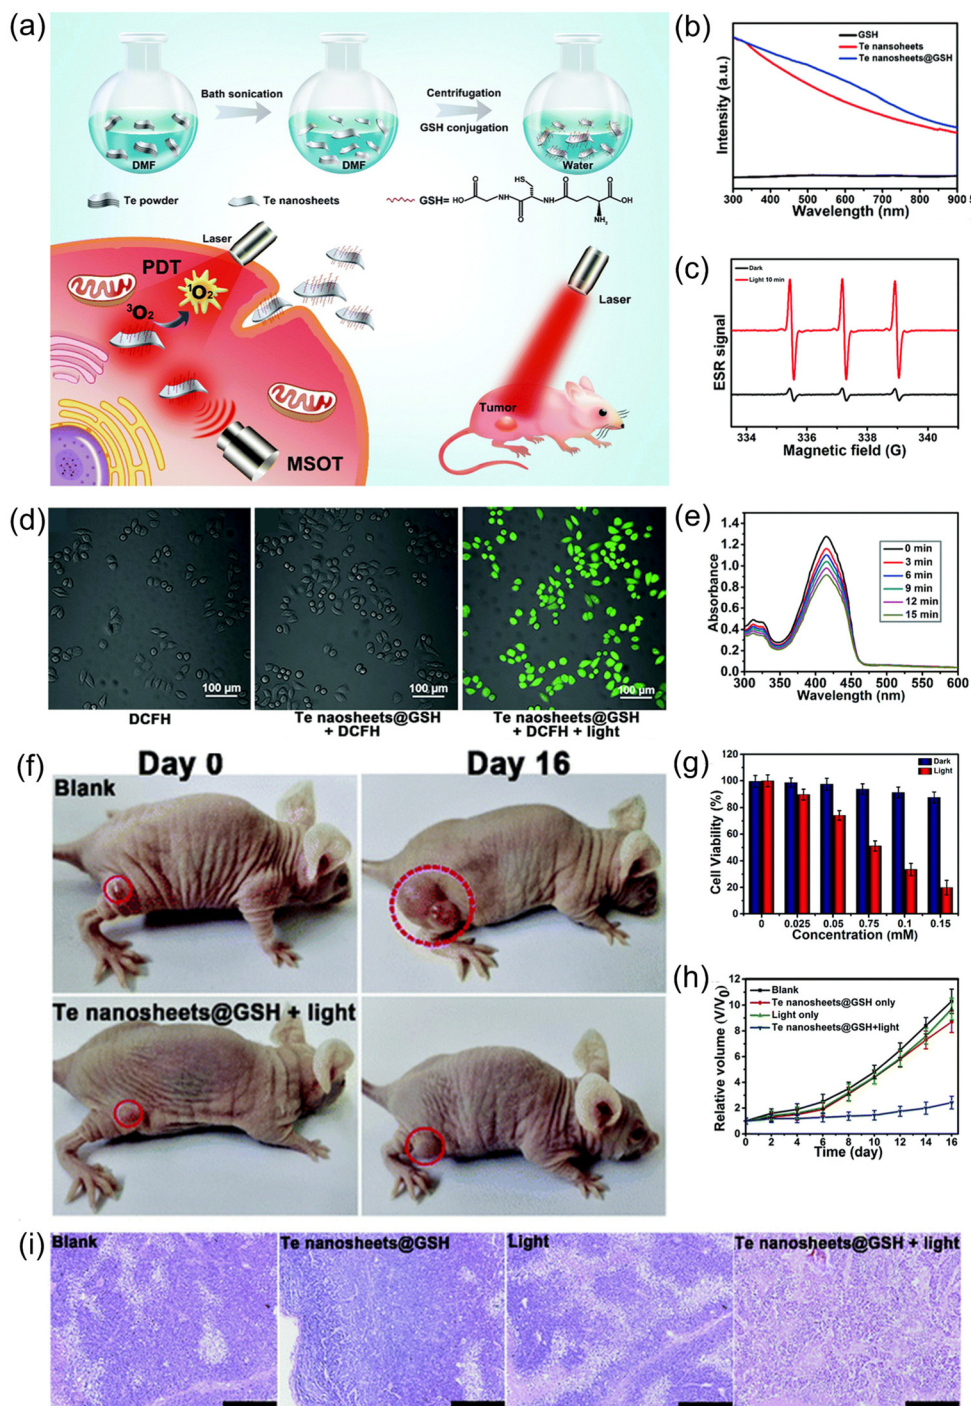 (a)
Bath sonication
Centrifugation
GSH conjugation
DMF
DMF
Water
Te powder
Te nanosheets
GSH=
HO
O
NH
HS
O
NH
O
O
OH
NH₂
Laser
PDT
¹O₂
³O₂
MSOT
Laser
Tumor
(b)
GSH
Te nansoheets
Te nanosheets@GSH
Intensity (a.u.)
300 400 500 600 700 800 900
Wavelength (nm)
(c)
Dark
Light 10 min
ESR signal
334 336 338 340
Magnetic field (G)
(d)
100 μm
100 μm
100 μm
DCFH
Te naosheets@GSH
+ DCFH
Te naosheets@GSH
+ DCFH + light
(e)
1.4
1.2
1.0
0.8
0.6
0.4
0.2
0.0
Absorbance
0 min
3 min
6 min
9 min
12 min
15 min
300 350 400 450 500 550 600
Wavelength (nm)
(f)
Day 0
Day 16
Blank
Te nanosheets@GSH + light
(g)
Dark
Light
120
100
80
60
40
20
0
Cell Viability (%)
0 0.025 0.05 0.75 0.1 0.15
Concentration (mM)
(h)
Blank
Te nanosheets@GSH only
Light only
Te nanosheets@GSH+light
12
10
8
6
4
2
0
Relative volume (V/V₀)
0 2 4 6 8 10 12 14 16
Time (day)
(i)
Blank
Te nanosheets@GSH
Light
Te nanosheets@GSH + light